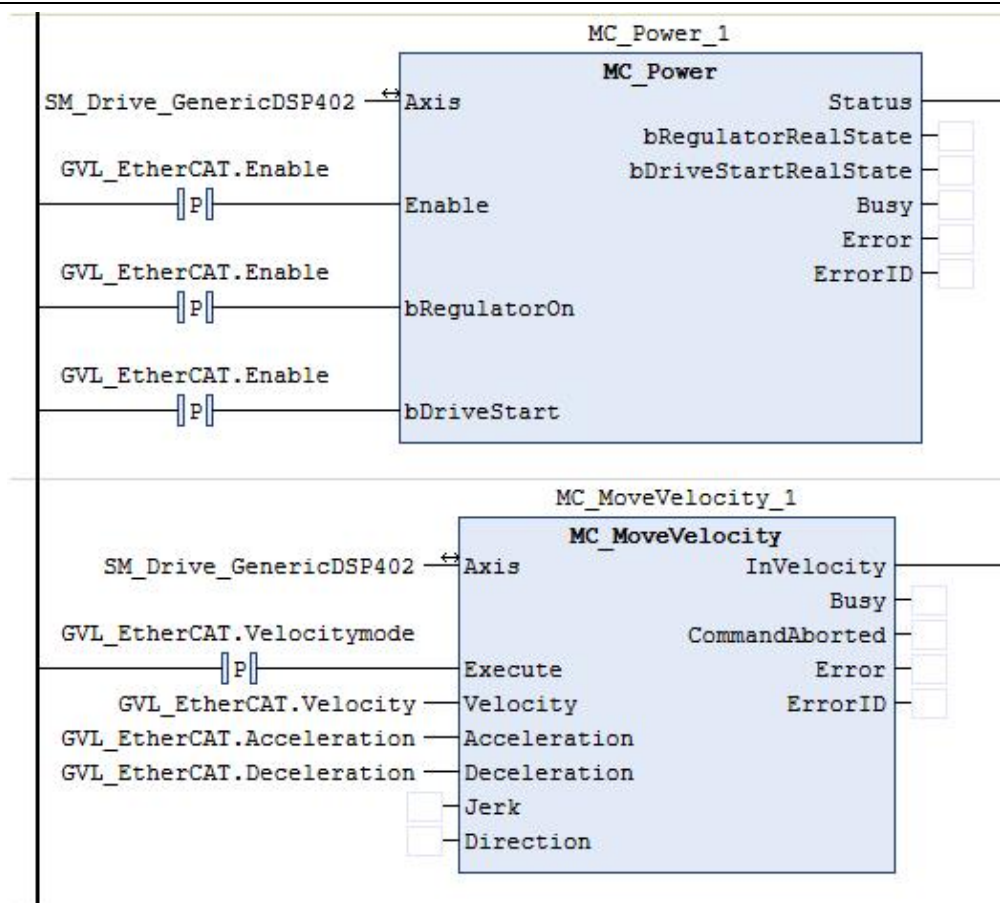 MC_Power_1
MC_Power
SM_Drive_GenericDSP402 Axis Status
bRegulatorRealState
GVL_EtherCAT.Enable bDriveStartRealState
P Enable Busy
Error
GVL_EtherCAT.Enable ErrorID
P bRegulatorOn
GVL_EtherCAT.Enable
P bDriveStart
MC_MoveVelocity_1
MC_MoveVelocity
SM_Drive_GenericDSP402 Axis InVelocity
Busy
GVL_EtherCAT.Velocitymode CommandAborted
P Execute Error
GVL_EtherCAT.Velocity Velocity ErrorID
GVL_EtherCAT.Acceleration Acceleration
GVL_EtherCAT.Deceleration Deceleration
Jerk
Direction